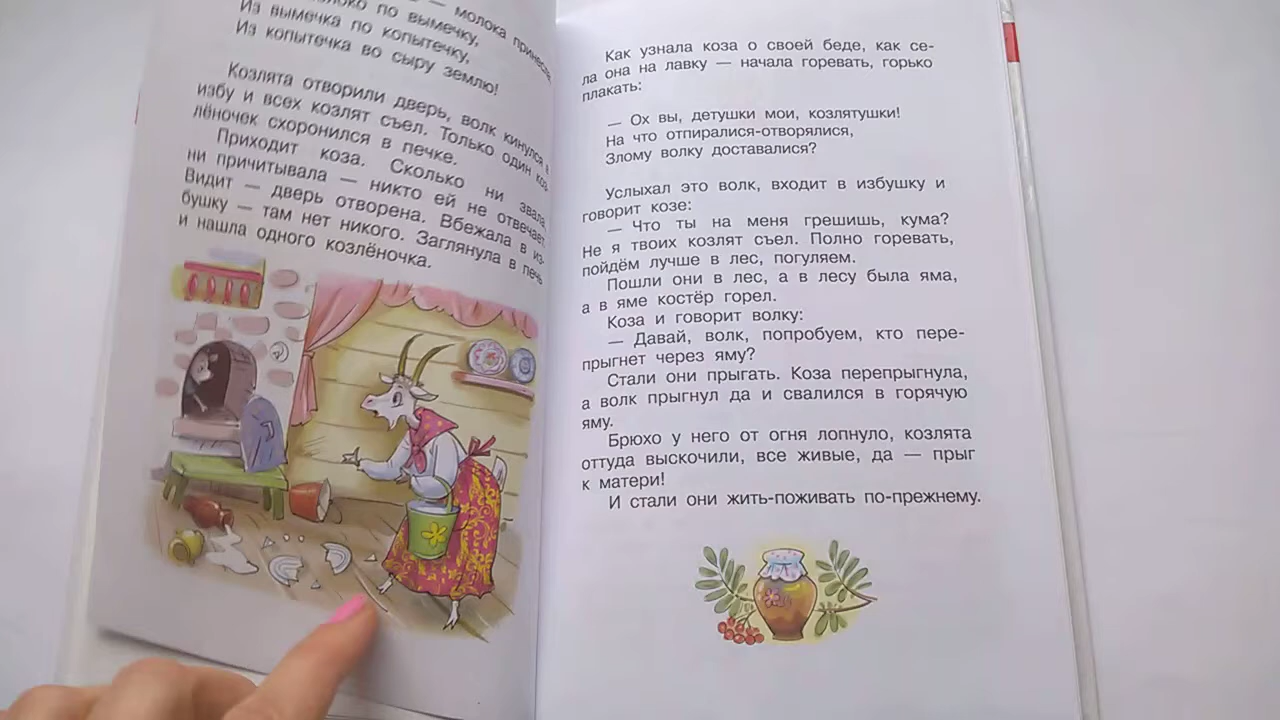 — молока принесла
по вымечку,
Из вымечка по копытечку,
Из копытечка во сыру землю!
Козлята отворили дверь, волк кинулся в
избу и всех козлят съел. Только один коз-
лёночек схоронился в печке.
Приходит коза. Сколько ни звала,
ни причитывала — никто ей не отвечает.
Видит — дверь отворена. Вбежала в из-
бушку — там нет никого. Заглянула в печь
и нашла одного козлёночка.
Как узнала коза о своей беде, как се-
ла она на лавку — начала горевать, горько
плакать:
— Ох вы, детушки мои, козлятушки!
На что отпиралися-отворялися,
Злому волку доставалися?
Услыхал это волк, входит в избушку и
говорит козе:
— Что ты на меня грешишь, кума?
Не я твоих козлят съел. Полно горевать,
пойдём лучше в лес, погуляем.
Пошли они в лес, а в лесу была яма,
а в яме костёр горел.
Коза и говорит волку:
— Давай, волк, попробуем, кто пере-
прыгнет через яму?
Стали они прыгать. Коза перепрыгнула,
а волк прыгнул да и свалился в горячую
яму.
Брюхо у него от огня лопнуло, козлята
оттуда выскочили, все живые, да — прыг
к матери!
И стали они жить-поживать по-прежнему.